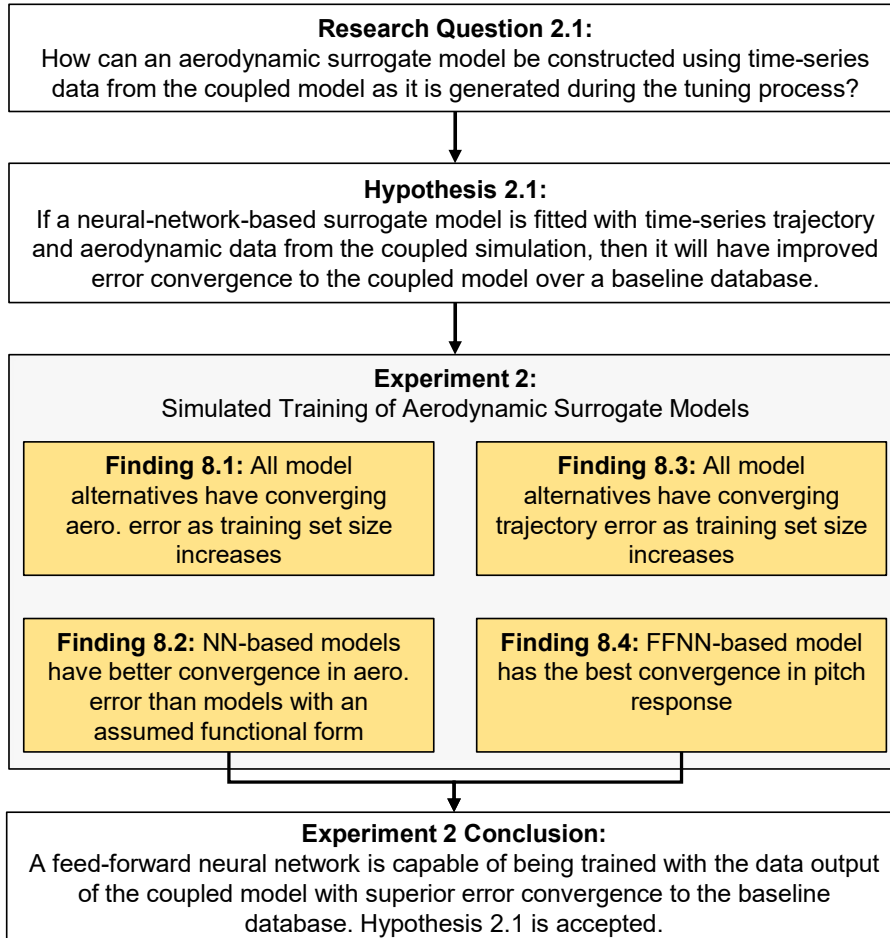 Research Question 2.1:
How can an aerodynamic surrogate model be constructed using time-series
data from the coupled model as it is generated during the tuning process?
Hypothesis 2.1:
If a neural-network-based surrogate model is fitted with time-series trajectory
and aerodynamic data from the coupled simulation, then it will have improved
error convergence to the coupled model over a baseline database.
Experiment 2:
Simulated Training of Aerodynamic Surrogate Models
Finding 8.1: All model
alternatives have converging
aero. error as training set size
increases
Finding 8.3: All model
alternatives have converging
trajectory error as training set size
increases
Finding 8.2: NN-based models
have better convergence in aero.
error than models with an
assumed functional form
Finding 8.4: FFNN-based model
has the best convergence in pitch
response
Experiment 2 Conclusion:
A feed-forward neural network is capable of being trained with the data output
of the coupled model with superior error convergence to the baseline
database. Hypothesis 2.1 is accepted.